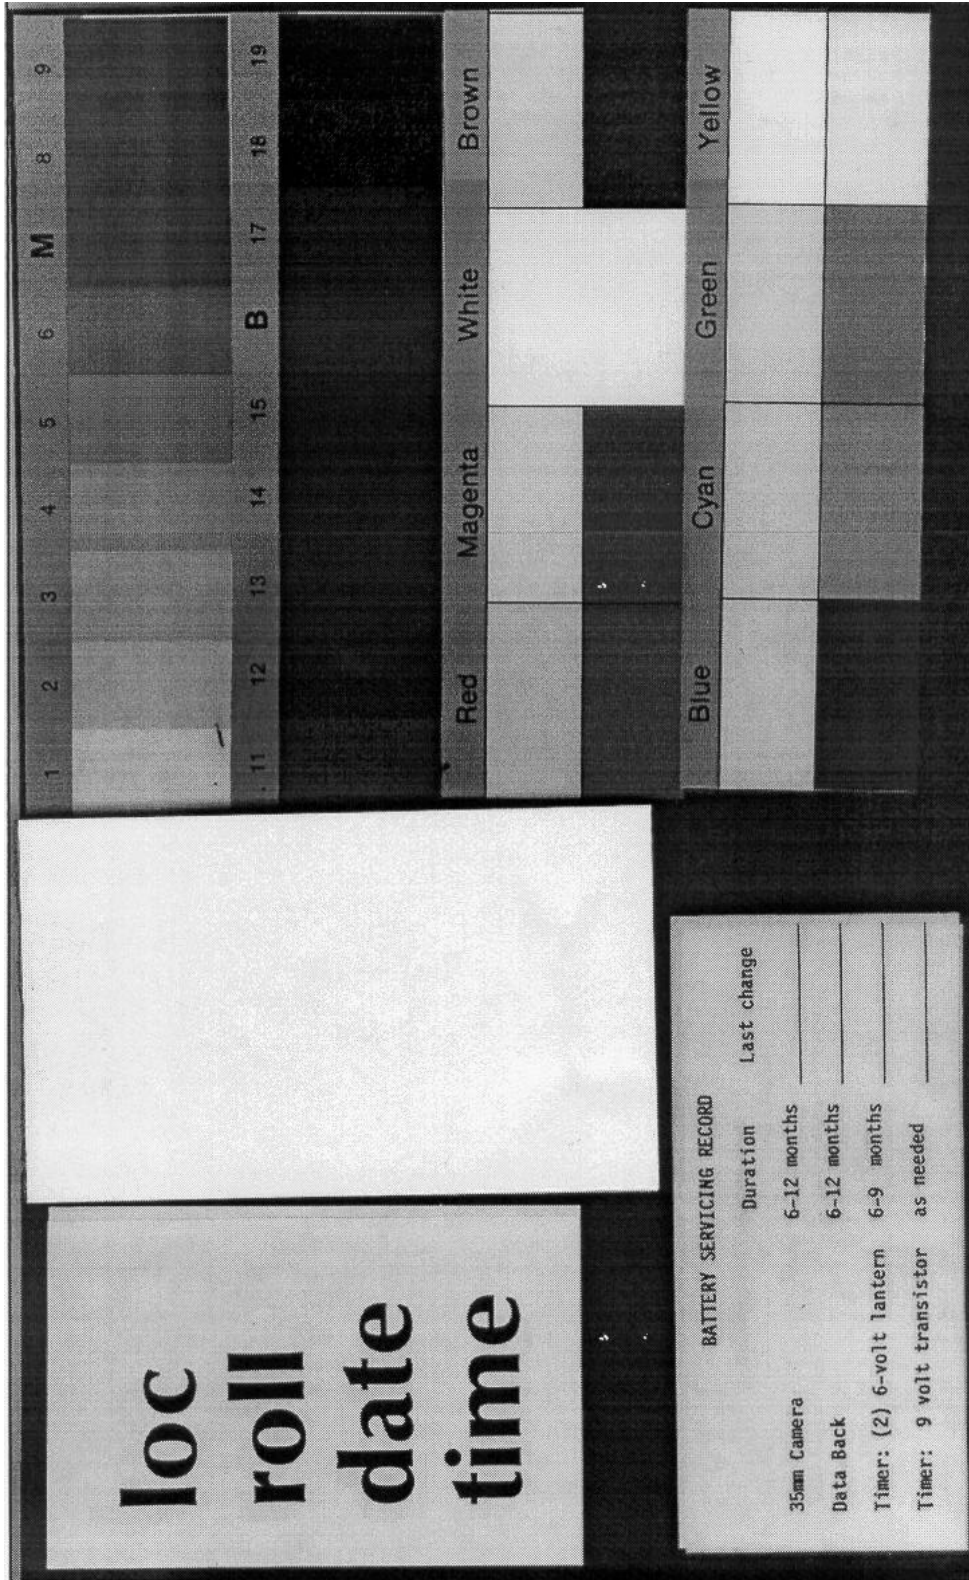 1 2 3 4 5 6 M 8 9
11 12 13 14 15 B 17 18 19
Red Magenta White Brown
Blue Cyan Green Yellow
loc
roll
date
time
BATTERY SERVICING RECORD
Duration Last change
35mm Camera 6-12 months
Data Back 6-12 months
Timer: (2) 6-volt lantern 6-9 months
Timer: 9 volt transistor as needed